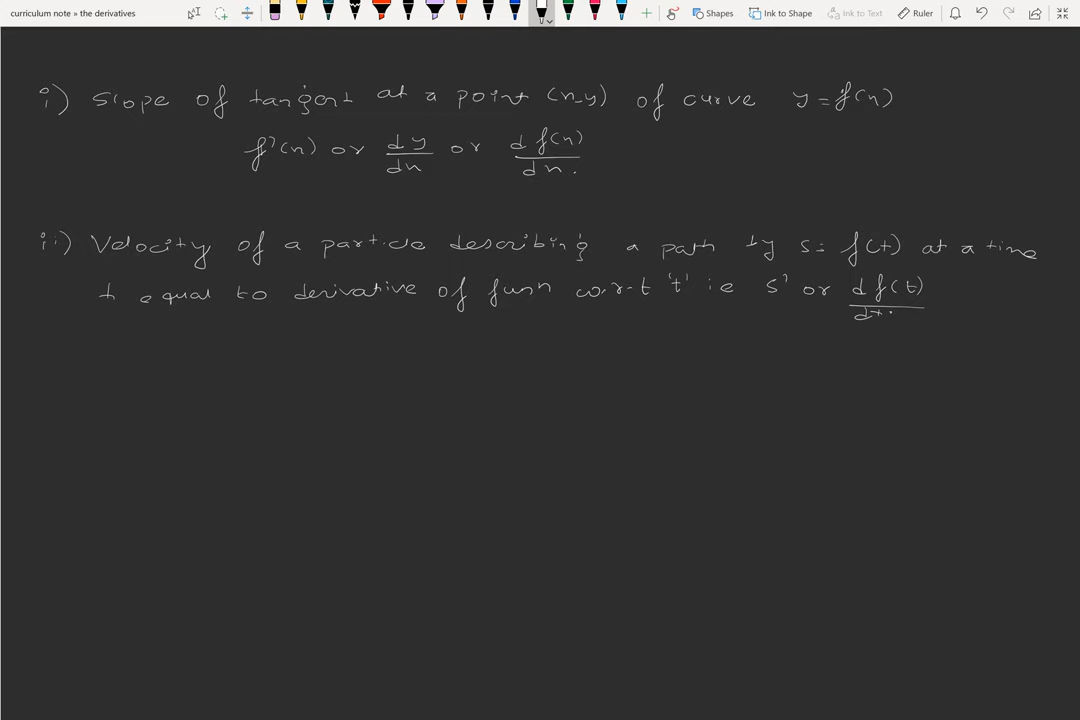 curriculum note » the derivatives
Shapes Ink to Shape Ink to Text Ruler
i) slope of tangent at a point (x,y) of curve y = f(x)
f'(x) or dy/dx or d f(x)/dx.
ii) Velocity of a particle describing a path by s = f(t) at a time
t equal to derivative of funn w.r.t 't' ie s' or d f(t)/dt.